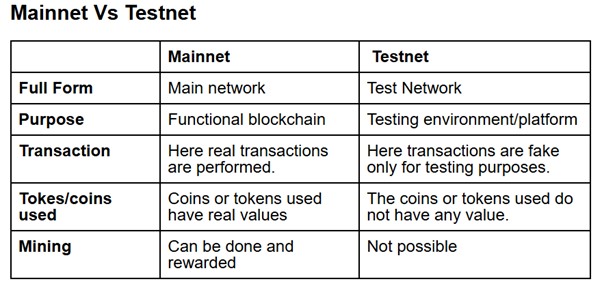 Mainnet Vs Testnet
Mainnet Testnet
Full Form Main network Test Network
Purpose Functional blockchain Testing environment/platform
Transaction Here real transactions Here transactions are fake
are performed. only for testing purposes.
Tokes/coins Coins or tokens used The coins or tokens used do
used have real values not have any value.
Mining Can be done and Not possible
rewarded